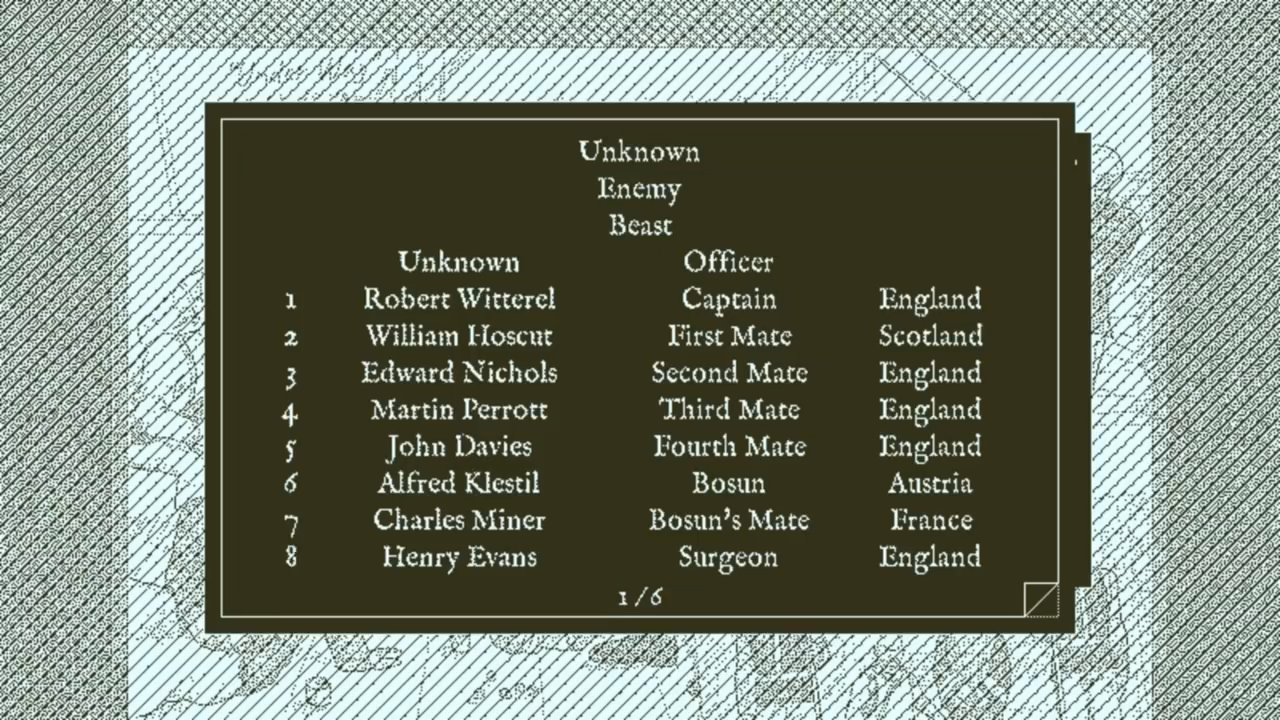 Unknown
Enemy
Beast
Unknown Officer
1 Robert Witterel Captain England
2 William Hoscut First Mate Scotland
3 Edward Nichols Second Mate England
4 Martin Perrott Third Mate England
5 John Davies Fourth Mate England
6 Alfred Klestil Bosun Austria
7 Charles Miner Bosun's Mate France
8 Henry Evans Surgeon England
1/6